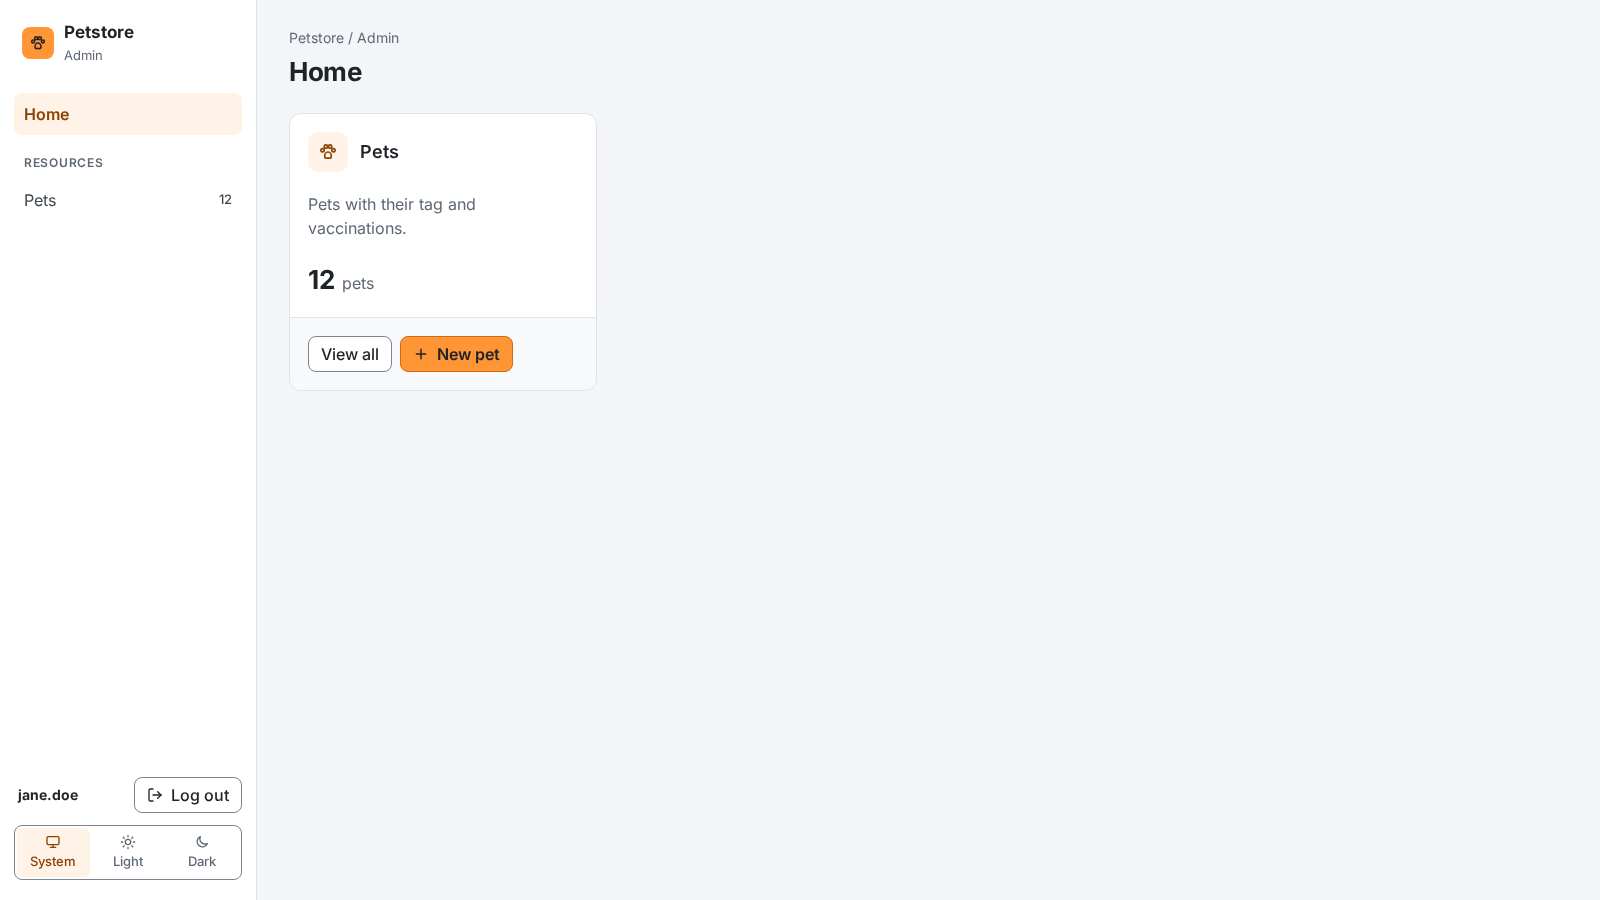 Petstore
Admin
Home
RESOURCES
Pets 12
jane.doe
Log out
System Light Dark
Petstore / Admin
Home
Pets
Pets with their tag and
vaccinations.
12 pets
View all
New pet